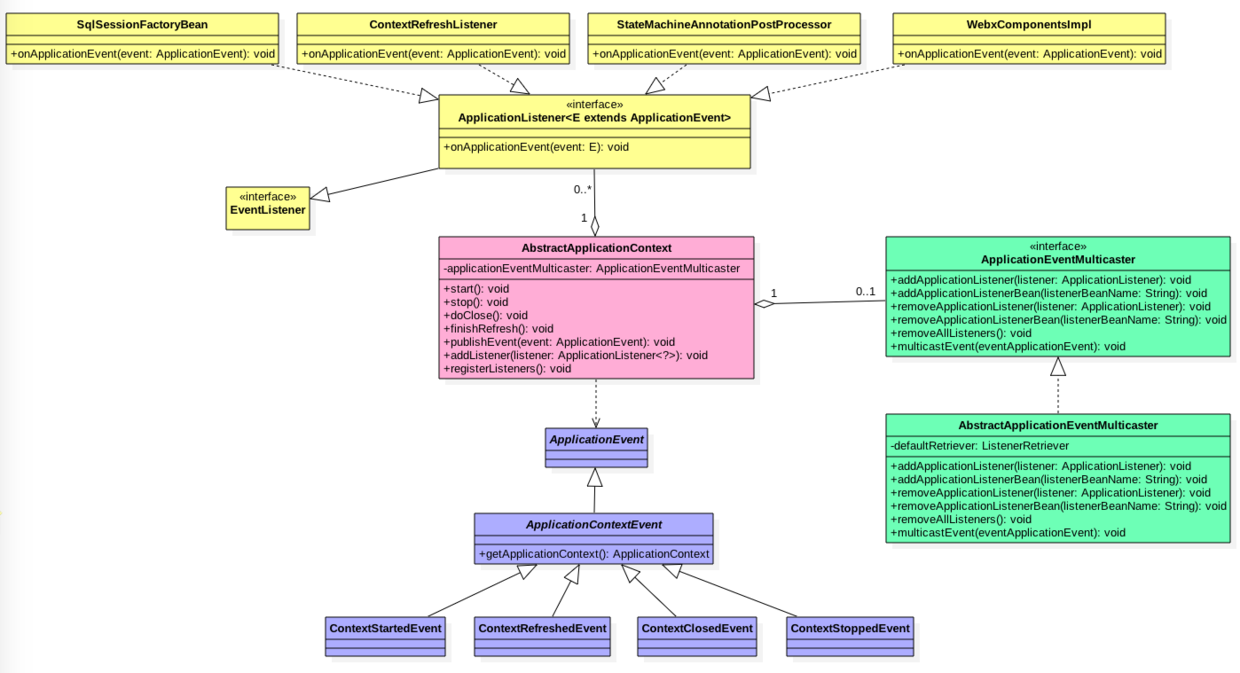 SqlSessionFactoryBean
+onApplicationEvent(event: ApplicationEvent): void
ContextRefreshListener
+onApplicationEvent(event: ApplicationEvent): void
StateMachineAnnotationPostProcessor
+onApplicationEvent(event: ApplicationEvent): void
WebxComponentsImpl
+onApplicationEvent(event: ApplicationEvent): void
«interface»
ApplicationListener<E extends ApplicationEvent>
+onApplicationEvent(event: E): void
«interface»
EventListener
0..*
1
AbstractApplicationContext
-applicationEventMulticaster: ApplicationEventMulticaster
+start(): void
+stop(): void
+doClose(): void
+finishRefresh(): void
+publishEvent(event: ApplicationEvent): void
+addListener(listener: ApplicationListener<?>): void
+registerListeners(): void
1
0..1
«interface»
ApplicationEventMulticaster
+addApplicationListener(listener: ApplicationListener): void
+addApplicationListenerBean(listenerBeanName: String): void
+removeApplicationListener(listener: ApplicationListener): void
+removeApplicationListenerBean(listenerBeanName: String): void
+removeAllListeners(): void
+multicastEvent(eventApplicationEvent): void
AbstractApplicationEventMulticaster
-defaultRetriever: ListenerRetriever
+addApplicationListener(listener: ApplicationListener): void
+addApplicationListenerBean(listenerBeanName: String): void
+removeApplicationListener(listener: ApplicationListener): void
+removeApplicationListenerBean(listenerBeanName: String): void
+removeAllListeners(): void
+multicastEvent(eventApplicationEvent): void
ApplicationEvent
ApplicationContextEvent
+getApplicationContext(): ApplicationContext
ContextStartedEvent
ContextRefreshedEvent
ContextClosedEvent
ContextStoppedEvent